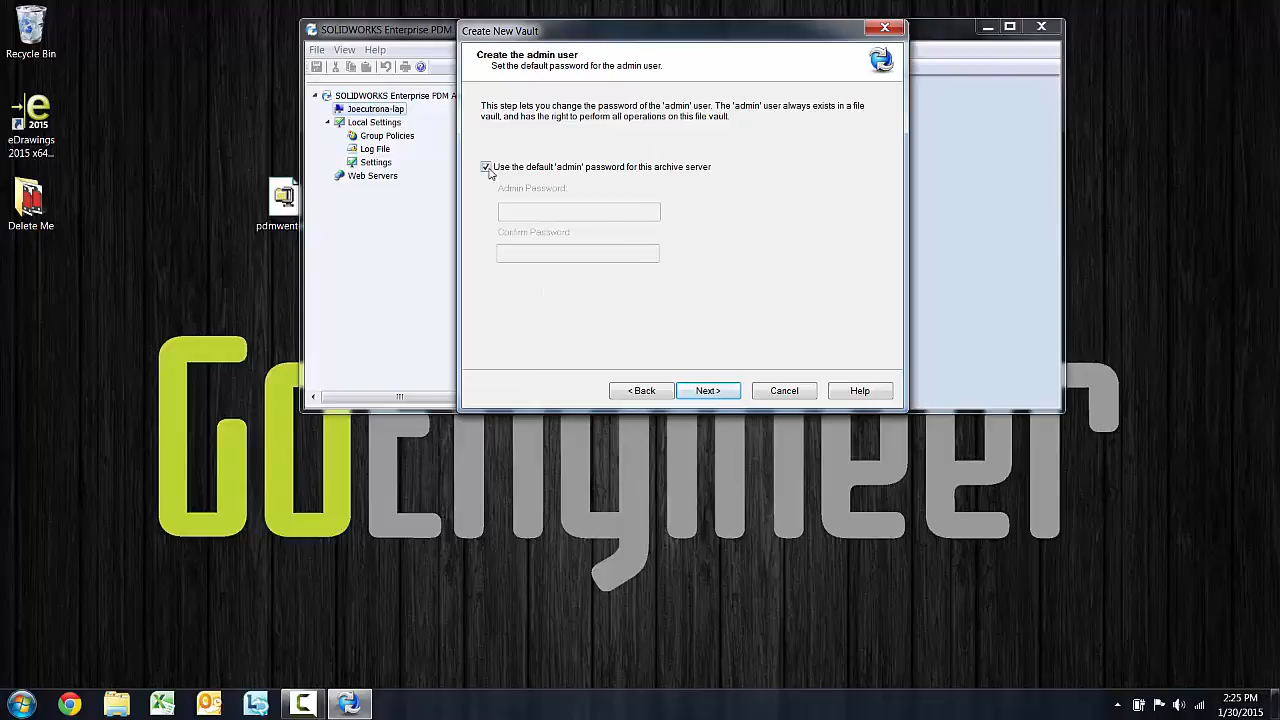 Recycle Bin
eDrawings
2015 x64...
Delete Me
pdmwent
SOLIDWORKS Enterprise PDM
File View Help
SOLIDWORKS Enterprise PDM A
Joecutrona-lap
Local Settings
Group Policies
Log File
Settings
Web Servers
Create New Vault
Create the admin user
Set the default password for the admin user.
This step lets you change the password of the 'admin' user. The 'admin' user always exists in a file
vault, and has the right to perform all operations on this file vault.
Use the default 'admin' password for this archive server
Admin Password:
Confirm Password
< Back Next> Cancel Help
GoEngineer
2:25 PM
1/30/2015